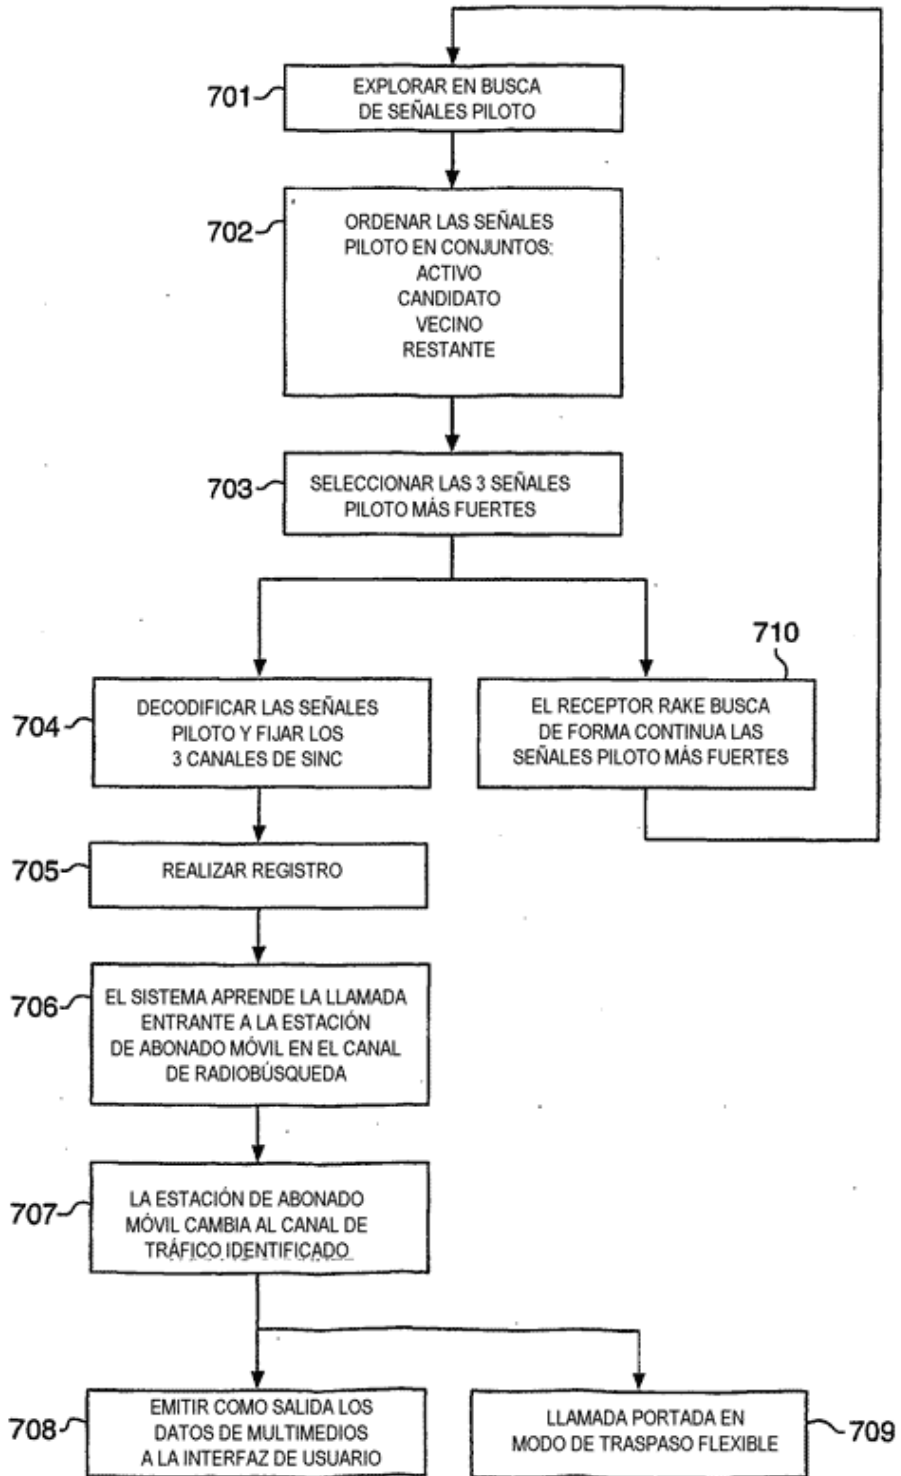 701
EXPLORAR EN BUSCA
DE SEÑALES PILOTO
702
ORDENAR LAS SEÑALES
PILOTO EN CONJUNTOS:
ACTIVO
CANDIDATO
VECINO
RESTANTE
703
SELECCIONAR LAS 3 SEÑALES
PILOTO MÁS FUERTES
704
DECODIFICAR LAS SEÑALES
PILOTO Y FIJAR LOS
3 CANALES DE SINC
710
EL RECEPTOR RAKE BUSCA
DE FORMA CONTINUA LAS
SEÑALES PILOTO MÁS FUERTES
705
REALIZAR REGISTRO
706
EL SISTEMA APRENDE LA LLAMADA
ENTRANTE A LA ESTACIÓN
DE ABONADO MÓVIL EN EL CANAL
DE RADIOBÚSQUEDA
707
LA ESTACIÓN DE ABONADO
MÓVIL CAMBIA AL CANAL DE
TRÁFICO IDENTIFICADO
708
EMITIR COMO SALIDA LOS
DATOS DE MULTIMEDIOS
A LA INTERFAZ DE USUARIO
LLAMADA PORTADA EN
MODO DE TRASPASO FLEXIBLE
709